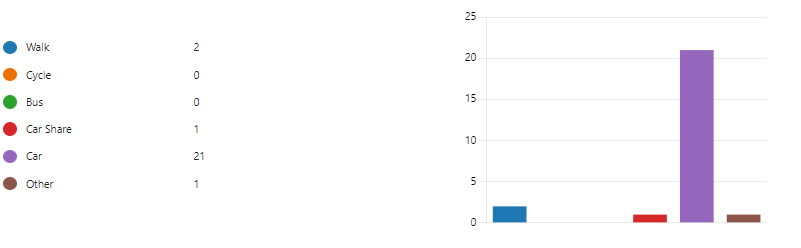 Walk 2
Cycle 0
Bus 0
Car Share 1
Car 21
Other 1
25
20
15
10
5
0